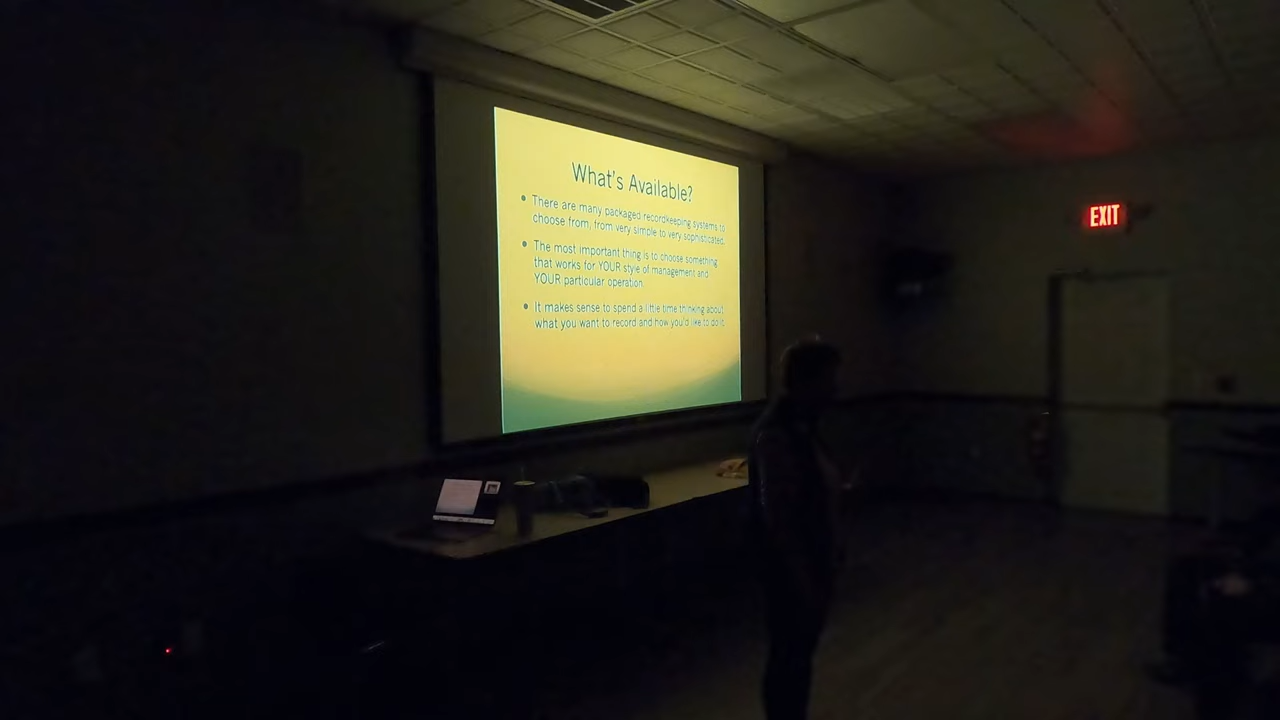 What's Available?
• There are many packaged recordkeeping systems to
choose from, from very simple to very sophisticated.
• The most important thing is to choose something
that works for YOUR style of management and
YOUR particular operation.
• It makes sense to spend a little time thinking about
what you want to record and how you'd like to do it
EXIT